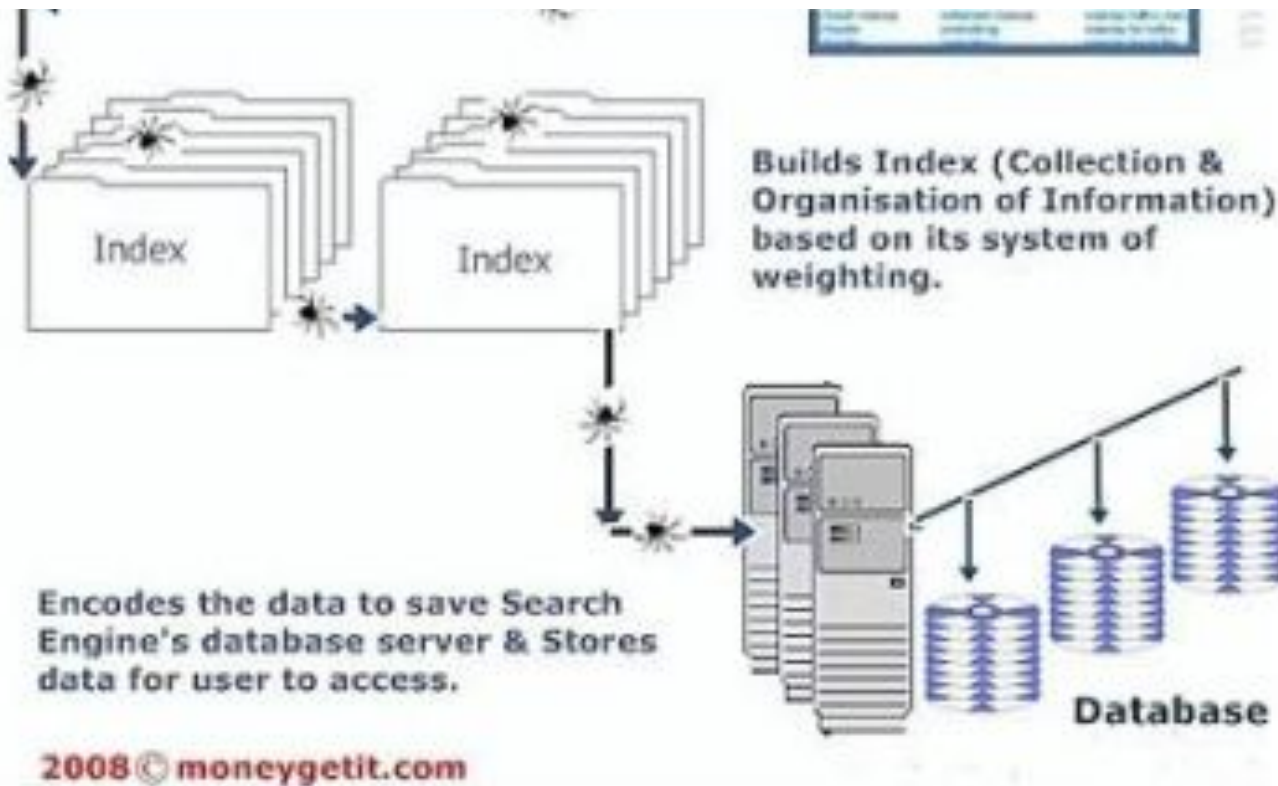 Index
Index
Builds Index (Collection &
Organisation of Information)
based on its system of
weighting.
Encodes the data to save Search
Engine's database server & Stores
data for user to access.
Database
2008 © moneygetit.com